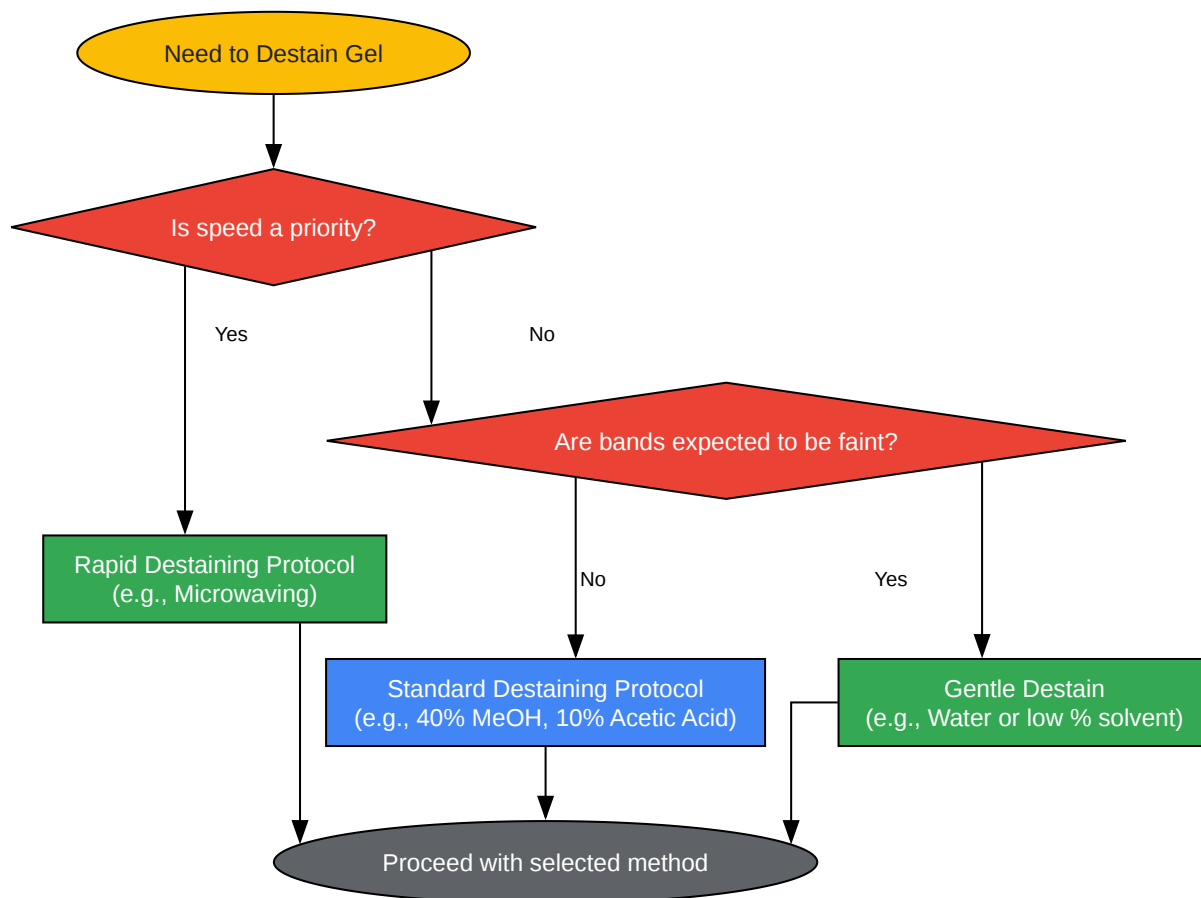 Need to Destain Gel
Is speed a priority?
Yes
No
Are bands expected to be faint?
Rapid Destaining Protocol
(e.g., Microwaving)
No
Yes
Standard Destaining Protocol
(e.g., 40% MeOH, 10% Acetic Acid)
Gentle Destain
(e.g., Water or low % solvent)
Proceed with selected method